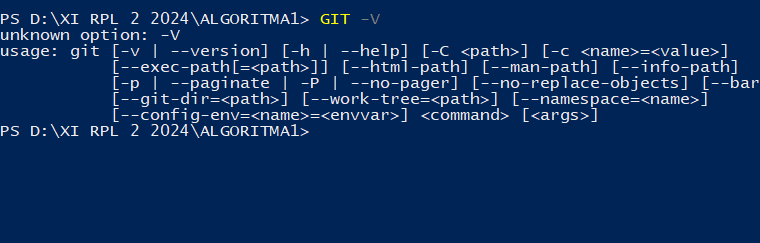 PS D:\XI RPL 2 2024\ALGORITMA1> GIT -V
unknown option: -V
usage: git [-v | --version] [-h | --help] [-C <path>] [-c <name>=<value>]
           [--exec-path[=<path>]] [--html-path] [--man-path] [--info-path]
           [-p | --paginate | -P | --no-pager] [--no-replace-objects] [--bar
           [--git-dir=<path>] [--work-tree=<path>] [--namespace=<name>]
           [--config-env=<name>=<envvar>] <command> [<args>]
PS D:\XI RPL 2 2024\ALGORITMA1>